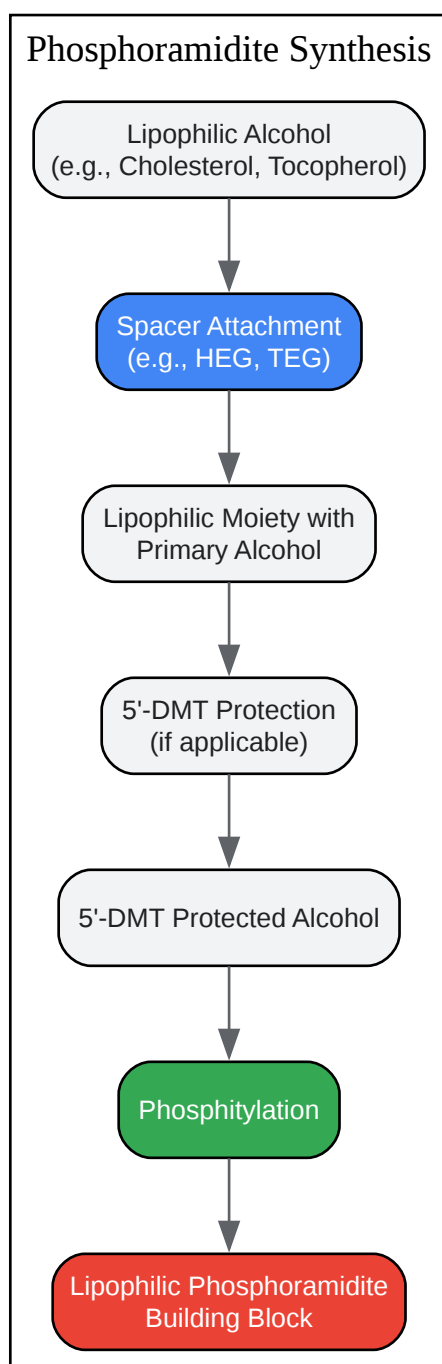 Phosphoramidite Synthesis
Lipophilic Alcohol
(e.g., Cholesterol, Tocopherol)
Spacer Attachment
(e.g., HEG, TEG)
Lipophilic Moiety with
Primary Alcohol
5'-DMT Protection
(if applicable)
5'-DMT Protected Alcohol
Phosphitylation
Lipophilic Phosphoramidite
Building Block